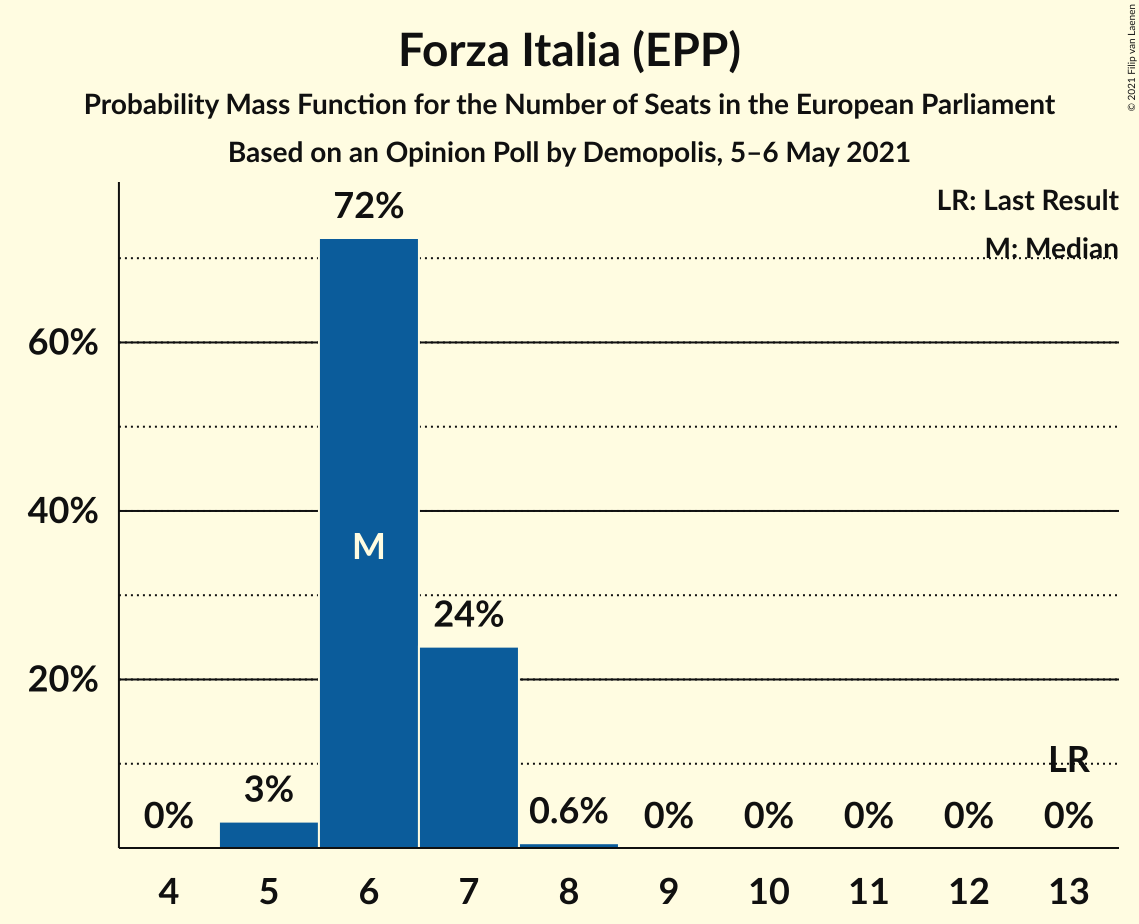 Forza Italia (EPP)
Probability Mass Function for the Number of Seats in the European Parliament
Based on an Opinion Poll by Demopolis, 5–6 May 2021
© 2021 Filip van Laenen
LR: Last Result
M: Median
72%
60%
40%
M
24%
20%
LR
3%
0%
0.6%
0%
0%
0%
0%
0%
4 5 6 7 8 9 10 11 12 13